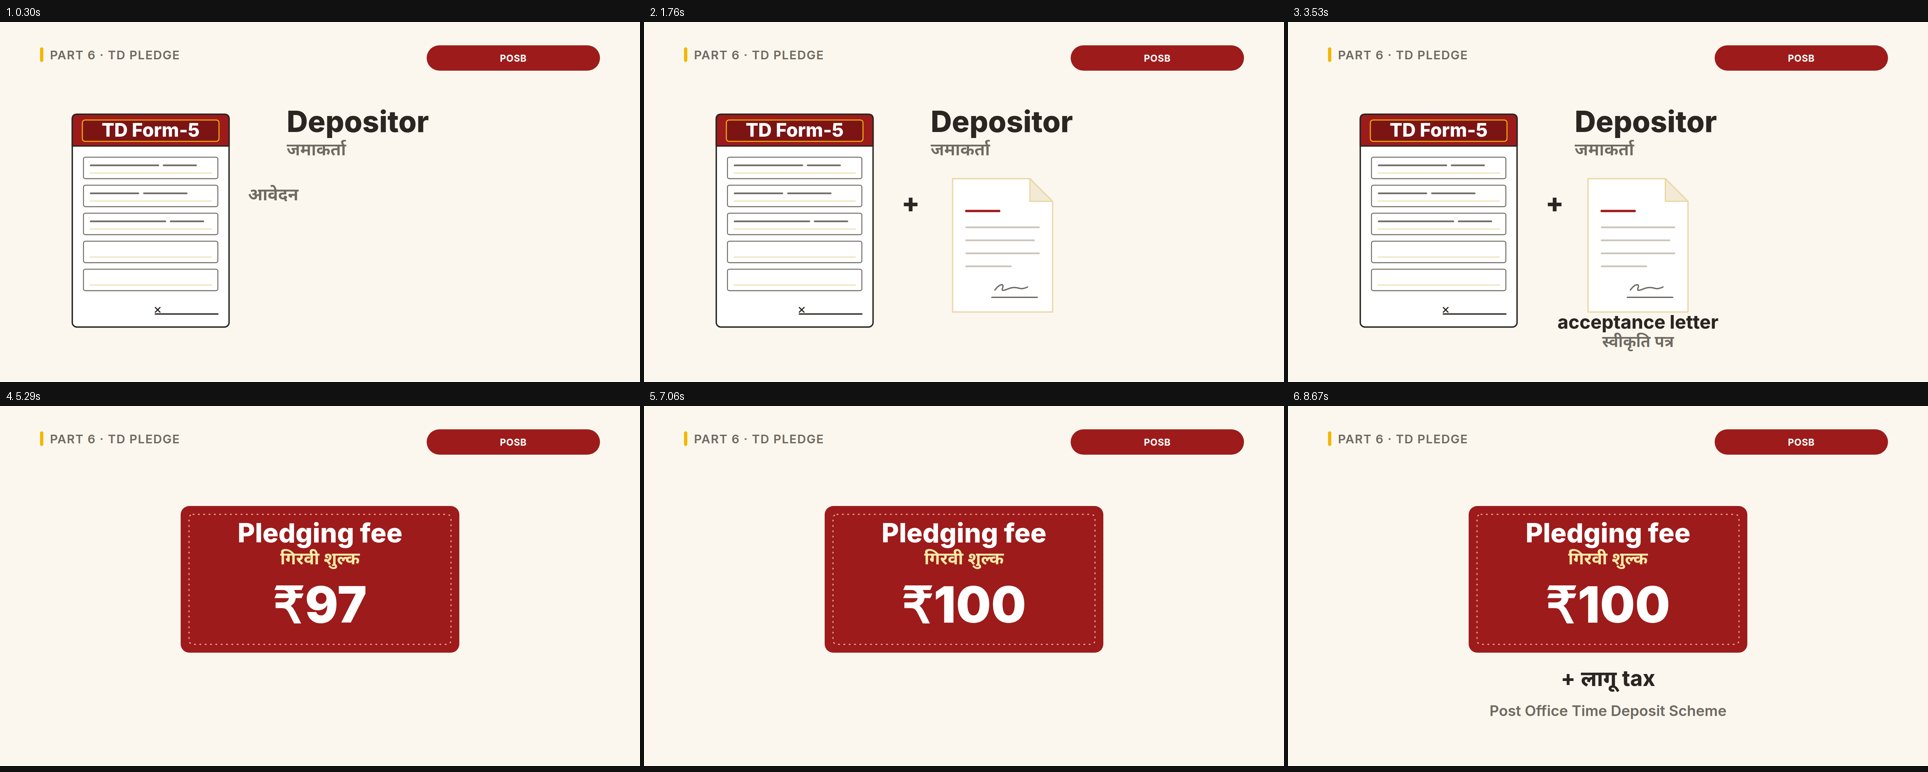 1. 0.30s
PART 6 · TD PLEDGE
POSB
TD Form-5
Depositor
जमाकर्ता
आवेदन
×
2. 1.76s
PART 6 · TD PLEDGE
POSB
TD Form-5
Depositor
जमाकर्ता
+
×
3. 3.53s
PART 6 · TD PLEDGE
POSB
TD Form-5
Depositor
जमाकर्ता
+
×
acceptance letter
स्वीकृति पत्र
4. 5.29s
PART 6 · TD PLEDGE
POSB
Pledging fee
गिरवी शुल्क
₹97
5. 7.06s
PART 6 · TD PLEDGE
POSB
Pledging fee
गिरवी शुल्क
₹100
6. 8.67s
PART 6 · TD PLEDGE
POSB
Pledging fee
गिरवी शुल्क
₹100
+ लागू tax
Post Office Time Deposit Scheme